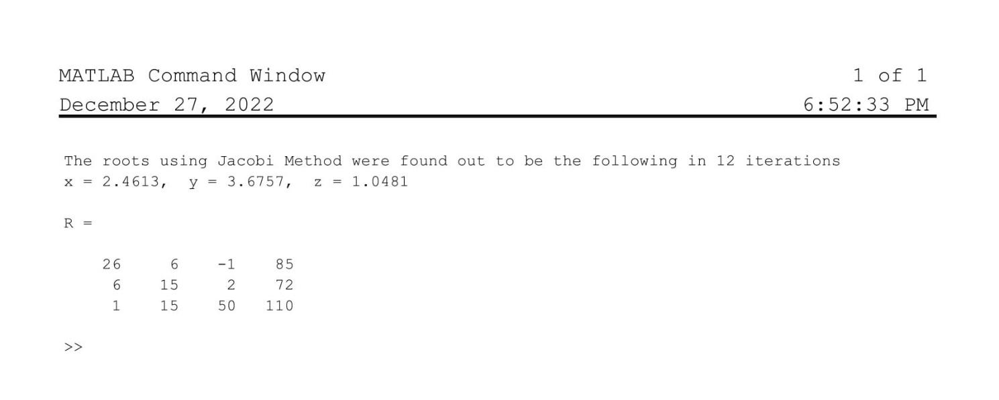 MATLAB Command Window 1 of 1
December 27, 2022 6:52:33 PM
The roots using Jacobi Method were found out to be the following in 12 iterations
x = 2.4613, y = 3.6757, z = 1.0481
R =
26 6 -1 85
6 15 2 72
1 15 50 110
>>